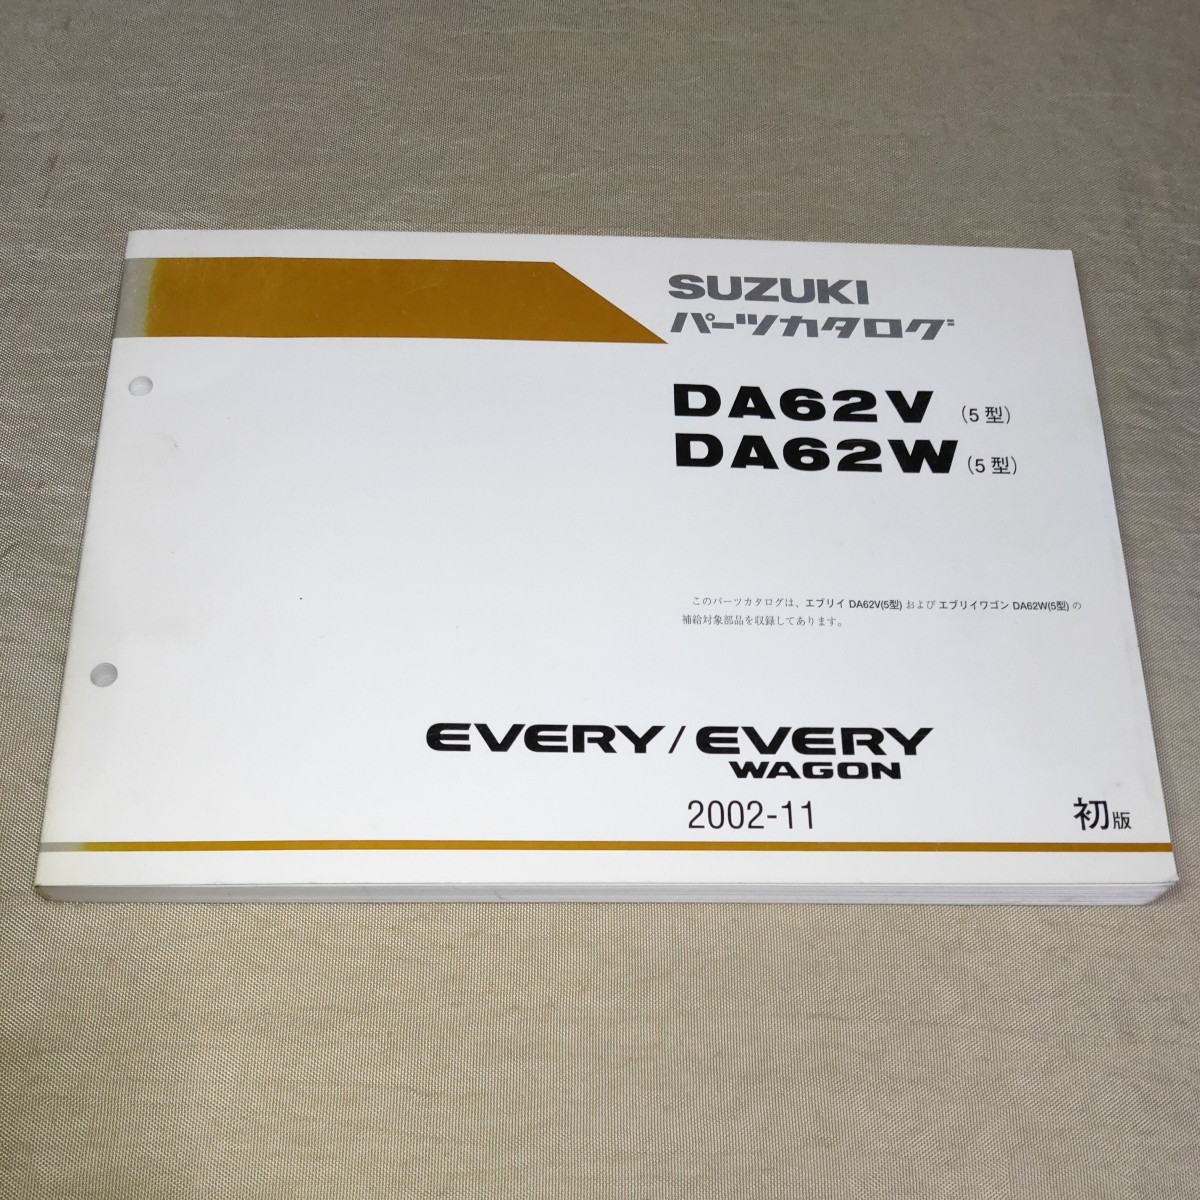 SUZUKI
パーツカタログ
DA62V (5型)
DA62W (5型)
このパーツカタログは、エブリイ DA62V(5型) および エブリイワゴン DA62W(5型) の
補給対象部品を収録してあります。
EVERY / EVERY
WAGON
2002-11
初版